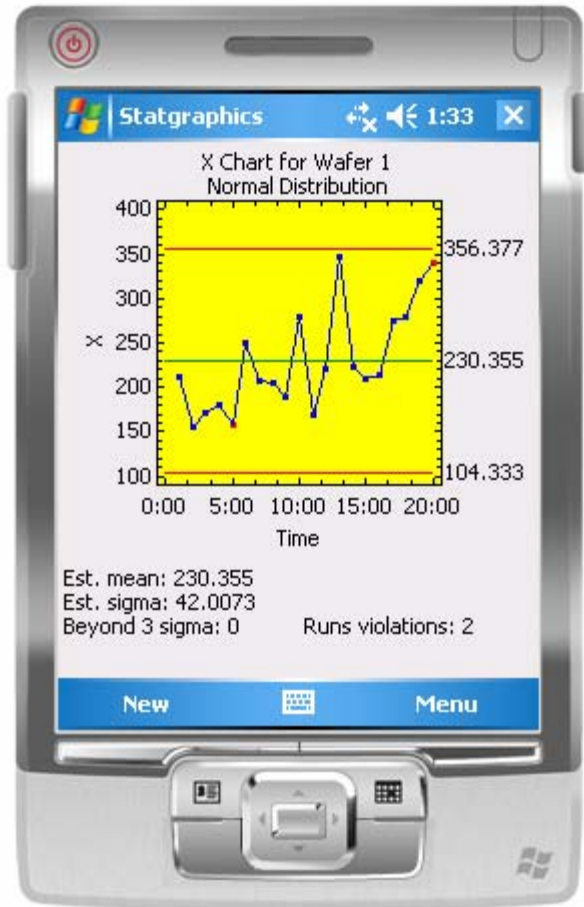 Statgraphics 1:33
X Chart for Wafer 1
Normal Distribution
400
350
300
250
200
150
100
X
356.377
230.355
104.333
0:00 5:00 10:00 15:00 20:00
Time
Est. mean: 230.355
Est. sigma: 42.0073
Beyond 3 sigma: 0 Runs violations: 2
New Menu